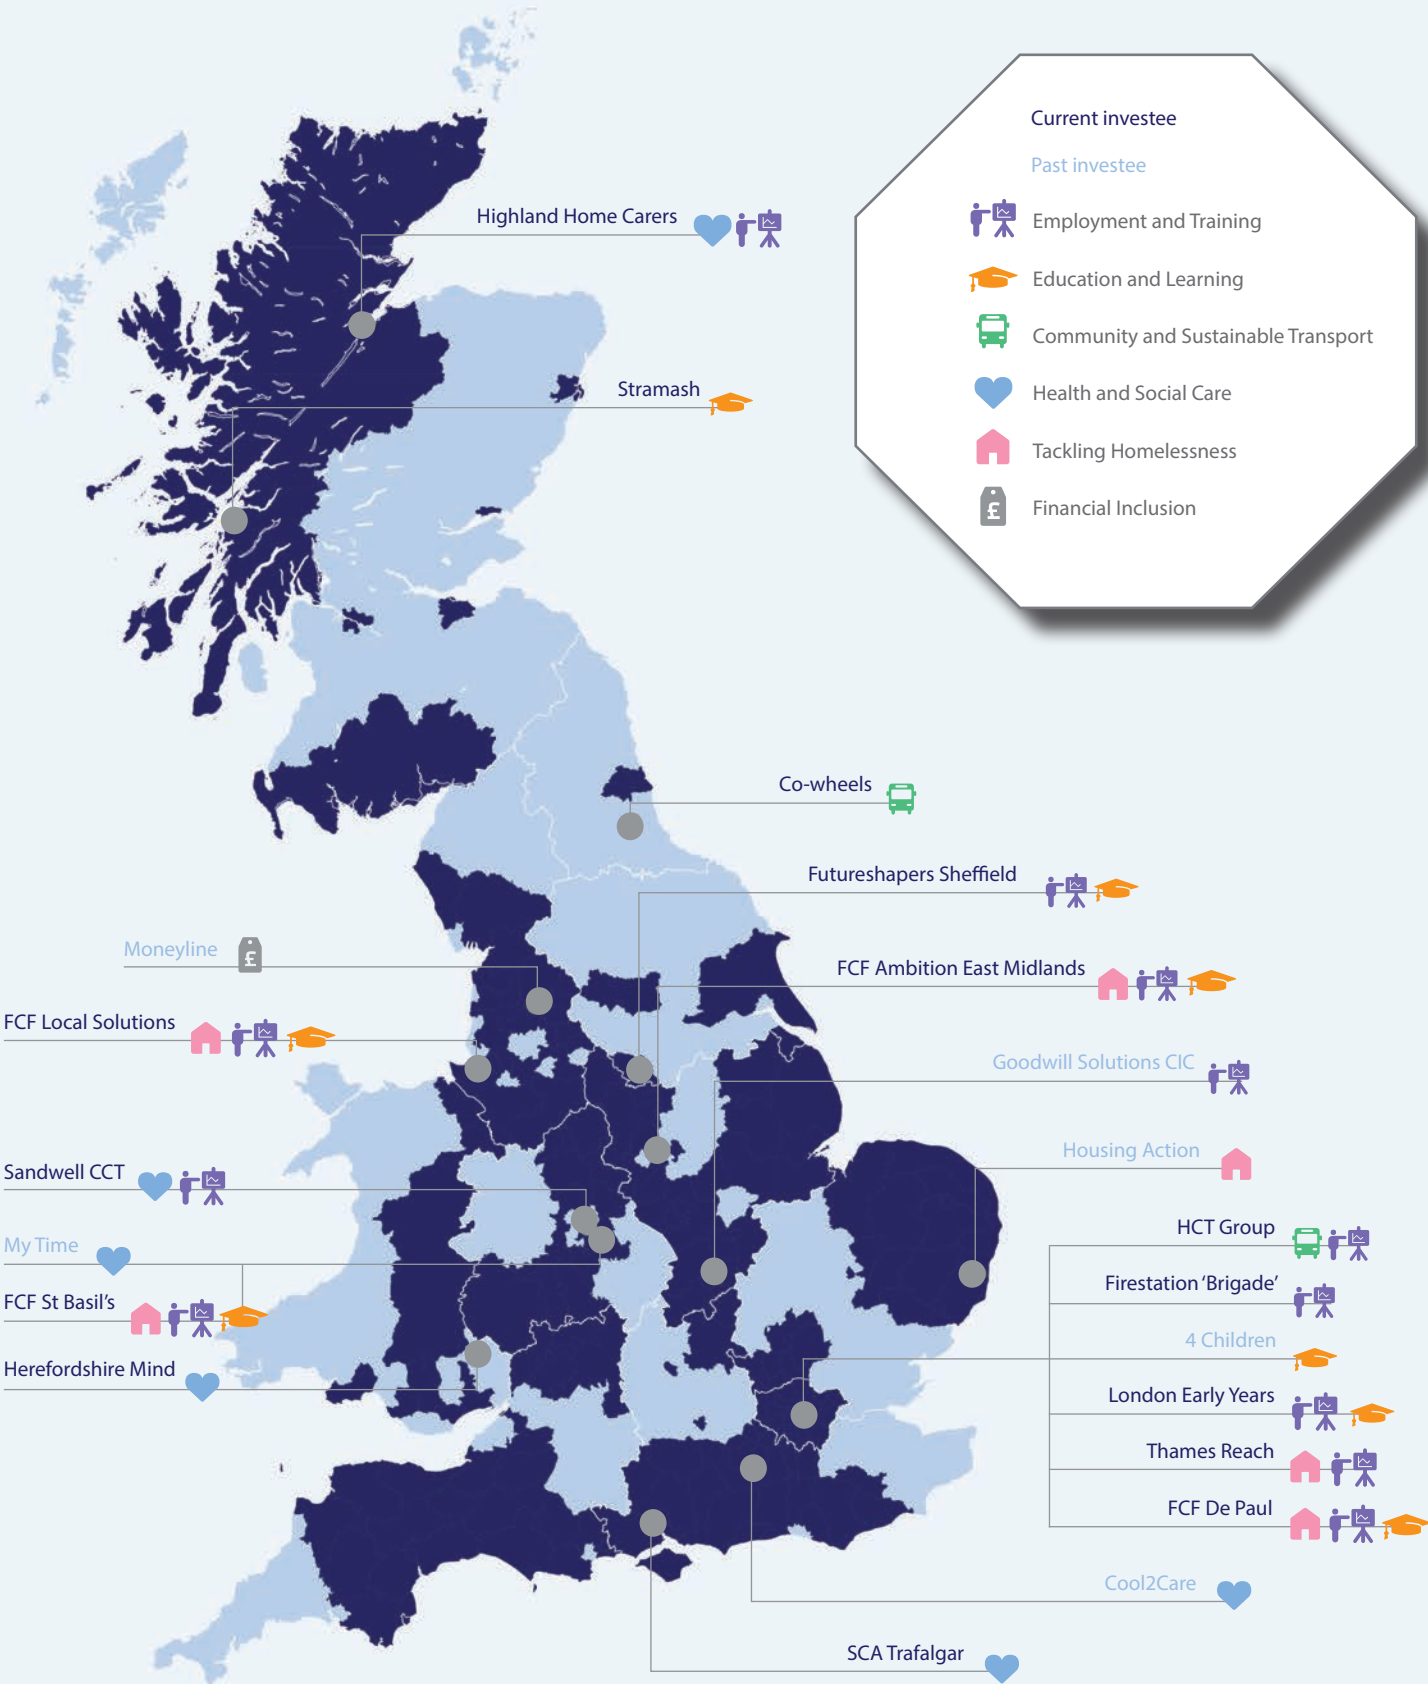 Current investee
Past investee
Employment and Training
Education and Learning
Community and Sustainable Transport
Health and Social Care
Tackling Homelessness
£
Financial Inclusion
Highland Home Carers
Stramash
Co-wheels
Futureshapers Sheffield
Moneyline
£
FCF Ambition East Midlands
FCF Local Solutions
Goodwill Solutions CIC
Housing Action
Sandwell CCT
My Time
FCF St Basil's
Herefordshire Mind
HCT Group
Firestation ‘Brigade’
4 Children
London Early Years
Thames Reach
FCF De Paul
Cool2Care
SCA Trafalgar